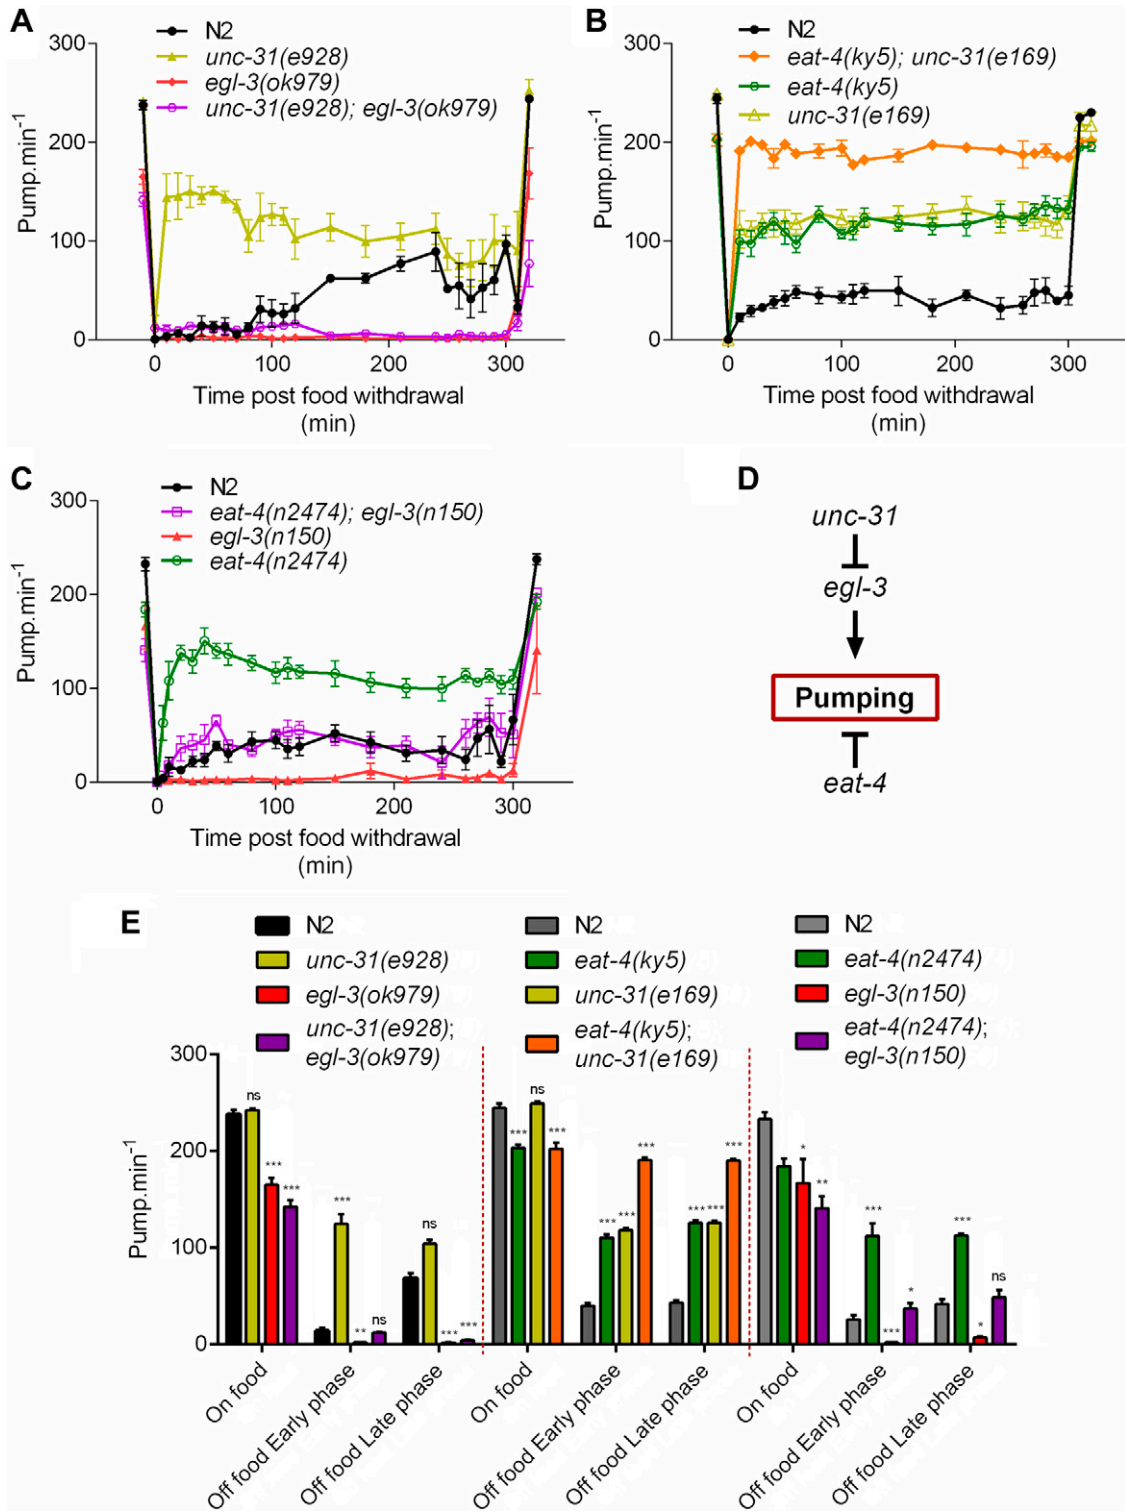 A
N2
unc-31(e928)
egl-3(ok979)
unc-31(e928); egl-3(ok979)
300
200
100
0
Pump.min-1
0 100 200 300
Time post food withdrawal
(min)
B
N2
eat-4(ky5); unc-31(e169)
eat-4(ky5)
unc-31(e169)
300
200
100
0
Pump.min-1
0 100 200 300
Time post food withdrawal
(min)
C
N2
eat-4(n2474); egl-3(n150)
egl-3(n150)
eat-4(n2474)
300
200
100
0
Pump.min-1
0 100 200 300
Time post food withdrawal
(min)
D
unc-31
egl-3
Pumping
eat-4
E
N2
unc-31(e928)
egl-3(ok979)
unc-31(e928);
egl-3(ok979)
N2
eat-4(ky5)
unc-31(e169)
eat-4(ky5)
unc-31(e169)
N2
eat-4(n2474)
egl-3(n150)
eat-4(n2474);
egl-3(n150)
300
200
100
0
Pump.min-1
ns *** ***
*** ** ns
ns *** ***
*** ns ***
*** *** ***
*** *** ***
* **
*** *** *
*** * ns
On food
Off food Early phase
Off food Late phase
On food
Off food Early phase
Off food Late phase
On food
Off food Early phase
Off food Late phase